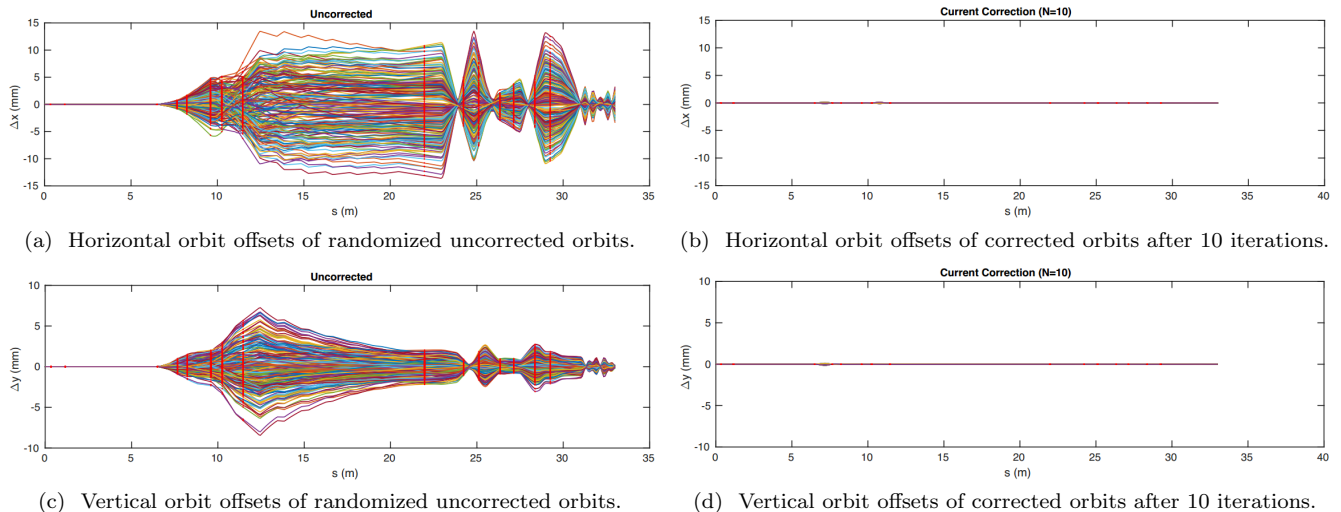 Uncorrected
15
10
5
0
-5
-10
-15
Δx (mm)
0 5 10 15 20 25 30 35
s (m)
(a) Horizontal orbit offsets of randomized uncorrected orbits.
Current Correction (N=10)
15
10
5
0
-5
-10
-15
Δx (mm)
0 5 10 15 20 25 30 35 40
s (m)
(b) Horizontal orbit offsets of corrected orbits after 10 iterations.
Uncorrected
10
5
0
-5
-10
Δy (mm)
0 5 10 15 20 25 30 35
s (m)
(c) Vertical orbit offsets of randomized uncorrected orbits.
Current Correction (N=10)
10
5
0
-5
-10
Δy (mm)
0 5 10 15 20 25 30 35 40
s (m)
(d) Vertical orbit offsets of corrected orbits after 10 iterations.